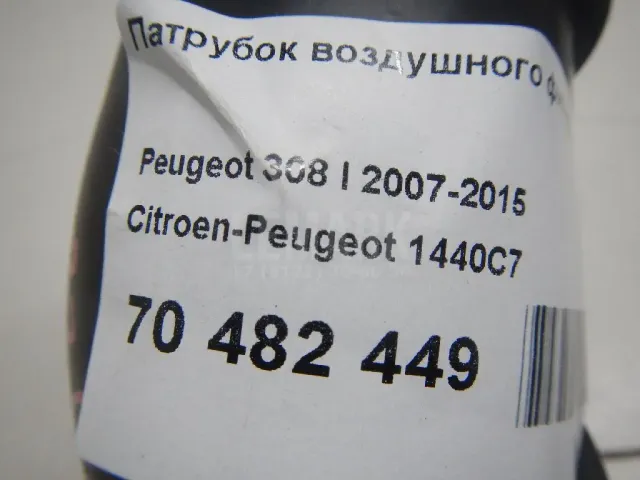 Патрубок воздушного ф
Peugeot 308 I 2007-2015
Citroen-Peugeot 1440C7
70 482 449